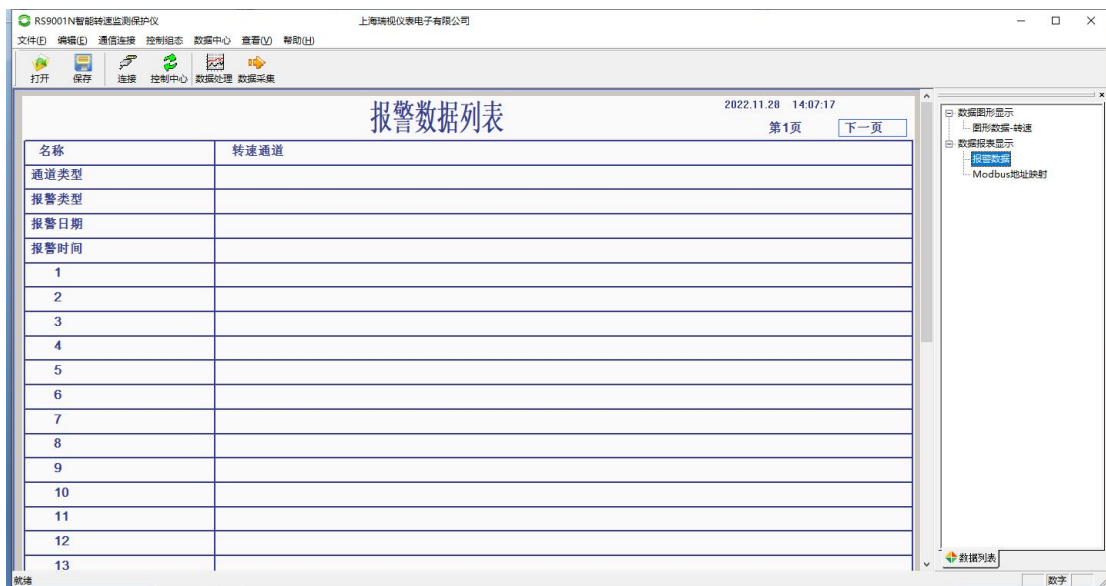 RS9001N智能转速监测保护仪 上海瑞视仪表电子有限公司
文件(F) 编辑(E) 通信连接 控制组态 数据中心 查看(V) 帮助(H)
打开 保存 连接 控制中心 数据处理 数据采集
报警数据列表
2022.11.28 14:07:17
第1页 下一页
名称 转速通道
通道类型
报警类型
报警日期
报警时间
1
2
3
4
5
6
7
8
9
10
11
12
13
数据图形显示
图形数据-转速
数据报表显示
报警数据
Modbus地址映射
数据列表
就绪 数字